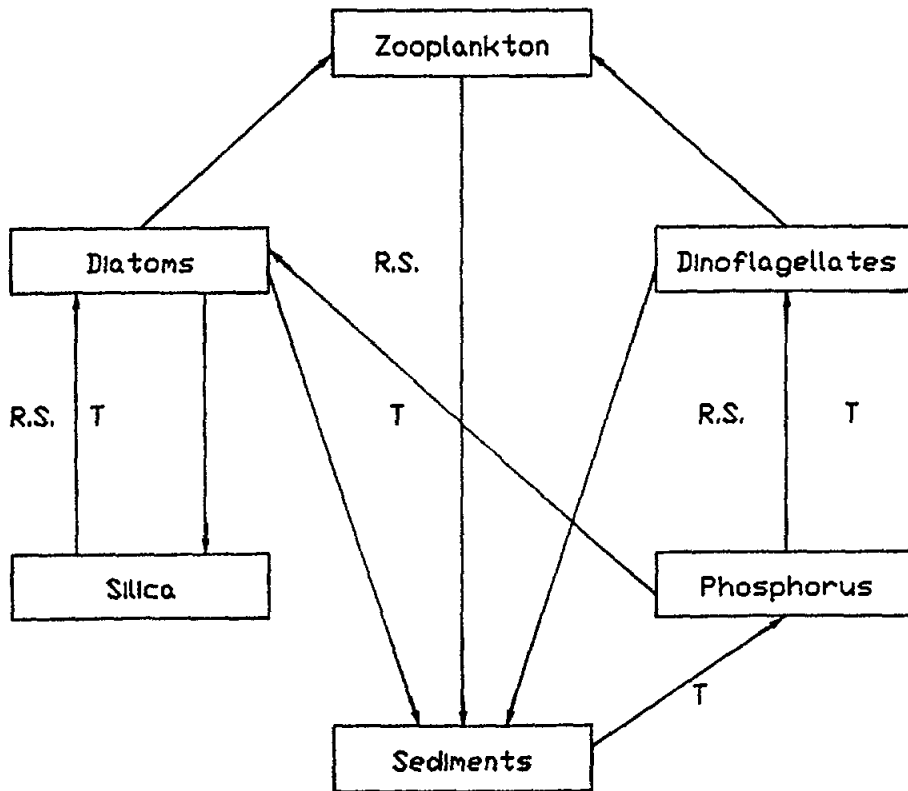 Zooplankton
Diatoms
R.S.
Dinoflagellates
R.S.
T
T
R.S.
T
Silica
Phosphorus
T
Sediments